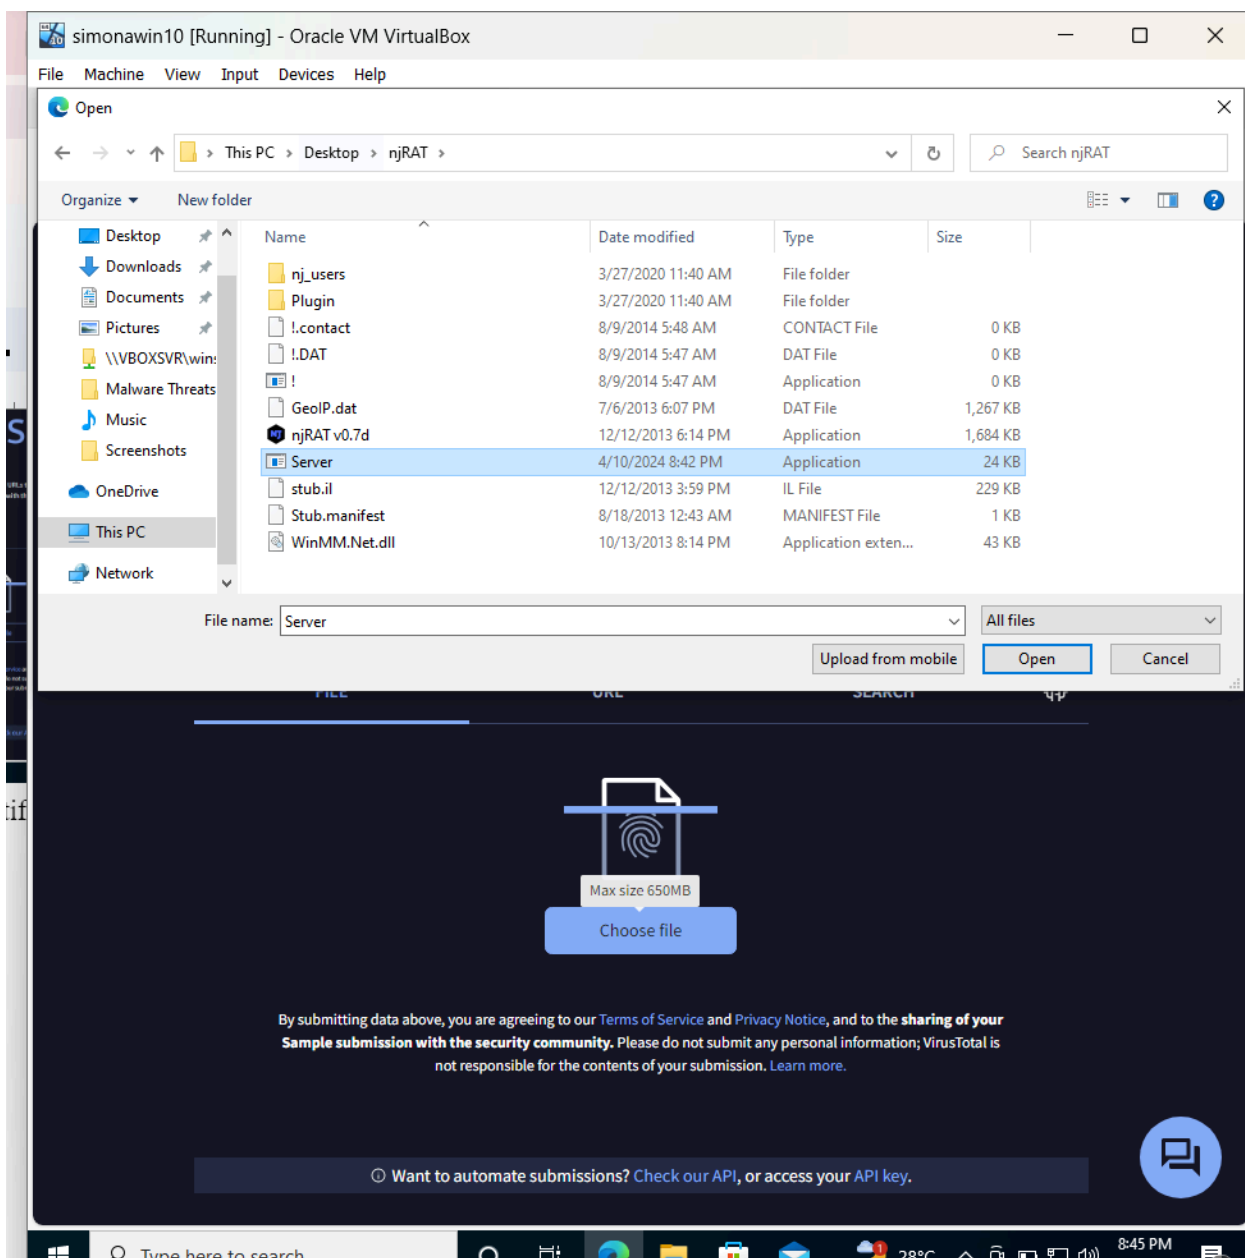 simonawin10 [Running] - Oracle VM VirtualBox
File Machine View Input Devices Help
Open
This PC > Desktop > njRAT >
Search njRAT
Organize New folder
Name Date modified Type Size
Desktop
Downloads
Documents
Pictures
\\VBOXSVR\win
Malware Threats
Music
Screenshots
OneDrive
This PC
Network
nj_users 3/27/2020 11:40 AM File folder
Plugin 3/27/2020 11:40 AM File folder
!.contact 8/9/2014 5:48 AM CONTACT File 0 KB
!.DAT 8/9/2014 5:47 AM DAT File 0 KB
! 8/9/2014 5:47 AM Application 0 KB
GeoIP.dat 7/6/2013 6:07 PM DAT File 1,267 KB
njRAT v0.7d 12/12/2013 6:14 PM Application 1,684 KB
Server 4/10/2024 8:42 PM Application 24 KB
stub.il 12/12/2013 3:59 PM IL File 229 KB
Stub.manifest 8/18/2013 12:43 AM MANIFEST File 1 KB
WinMM.Net.dll 10/13/2013 8:14 PM Application exten... 43 KB
File name: Server All files
Upload from mobile Open Cancel
FILE URL SEARCH
Max size 650MB
Choose file
By submitting data above, you are agreeing to our Terms of Service and Privacy Notice, and to the sharing of your
Sample submission with the security community. Please do not submit any personal information; VirusTotal is
not responsible for the contents of your submission. Learn more.
Want to automate submissions? Check our API, or access your API key.
Type here to search
1
28°C
8:45 PM